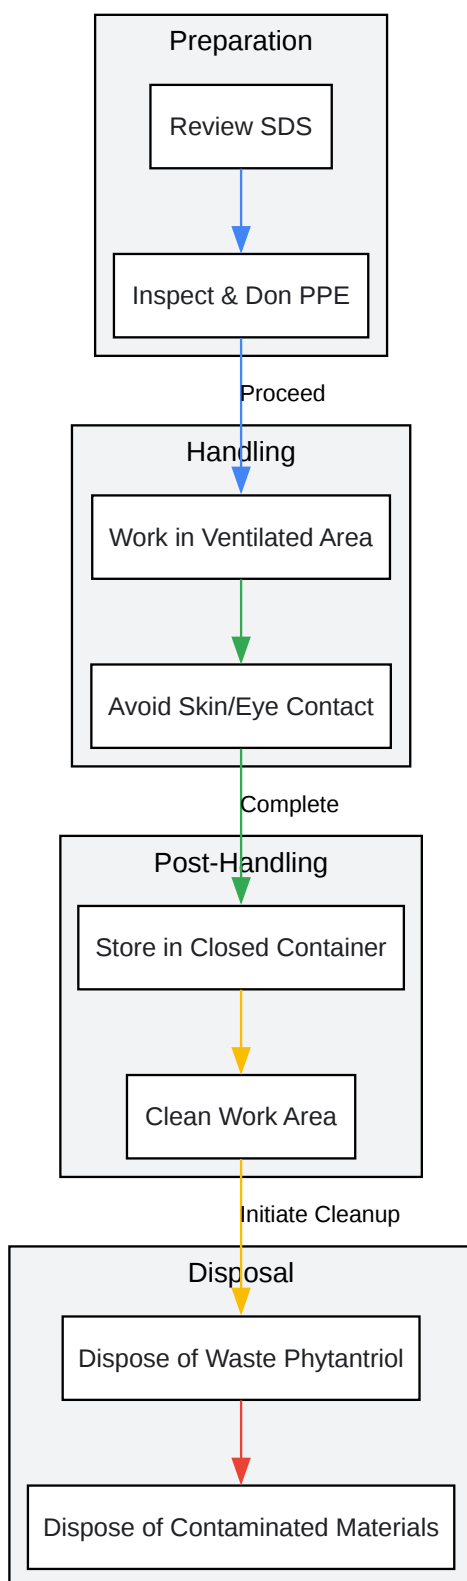 Preparation
Review SDS
Inspect & Don PPE
Proceed
Handling
Work in Ventilated Area
Avoid Skin/Eye Contact
Complete
Post-Handling
Store in Closed Container
Clean Work Area
Initiate Cleanup
Disposal
Dispose of Waste Phytantriol
Dispose of Contaminated Materials